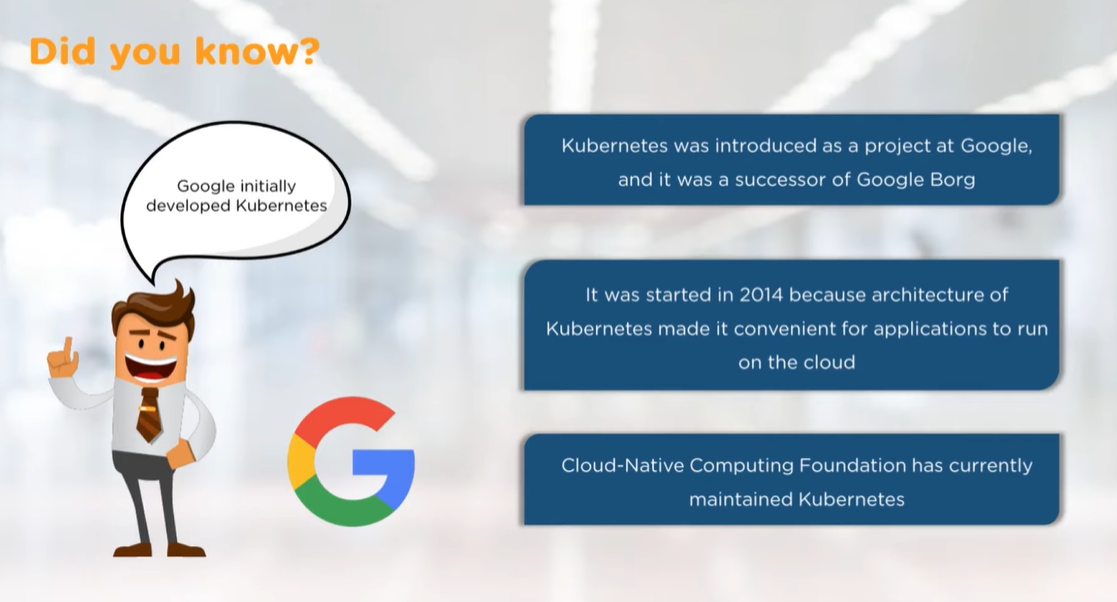 Did you know?
Google initially
developed Kubernetes
Kubernetes was introduced as a project at Google,
and it was a successor of Google Borg
It was started in 2014 because architecture of
Kubernetes made it convenient for applications to run
on the cloud
Cloud-Native Computing Foundation has currently
maintained Kubernetes